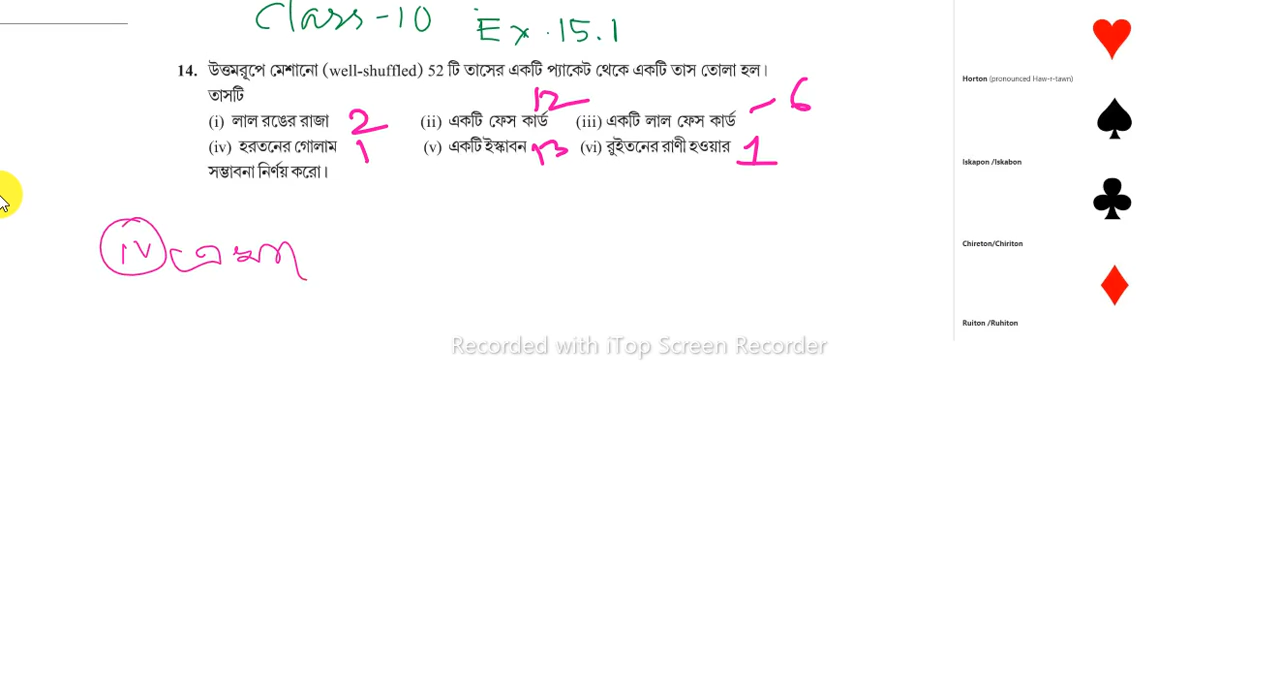 Class-10 Ex.15.1
14. উত্তমরূপে মেশানো (well-shuffled) 52 টি তাসের একটি প্যাকেট থেকে একটি তাস তোলা হল।
তাসটি
(i) লাল রঙের রাজা 2 (ii) একটি ফেস কার্ড 12 (iii) একটি লাল ফেস কার্ড - 6
(iv) হরতনের গোলাম 1 (v) একটি ইস্কাবন 13 (vi) রুইতনের রাণী হওয়ার 1
সম্ভাবনা নির্ণয় করো।
iv
Horton (pronounced Haw-r-tawn)
Iskapon /Iskabon
Chireton/Chiriton
Ruiton /Ruhiton
Recorded with iTop Screen Recorder